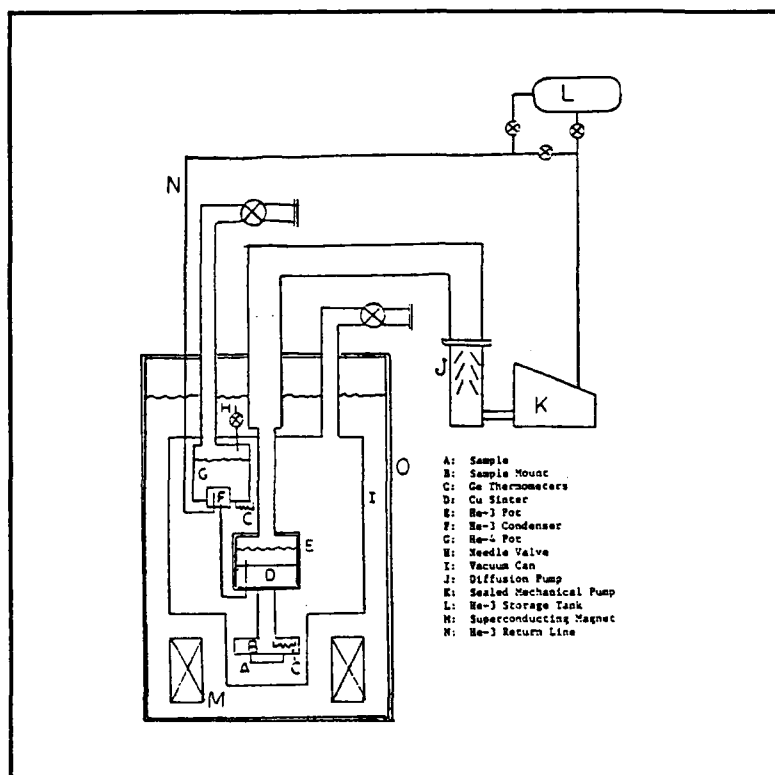 L
N
H
J
K
G
O
F
I
C
E
D
B
A
C
M
A: Sample
B: Sample Mount
C: Ge Thermometers
D: Cu Sinter
E: He-3 Pot
F: He-3 Condenser
G: He-4 Pot
H: Needle Valve
I: Vacuum Can
J: Diffusion Pump
K: Sealed Mechanical Pump
L: He-3 Storage Tank
M: Superconducting Magnet
N: He-3 Return Line